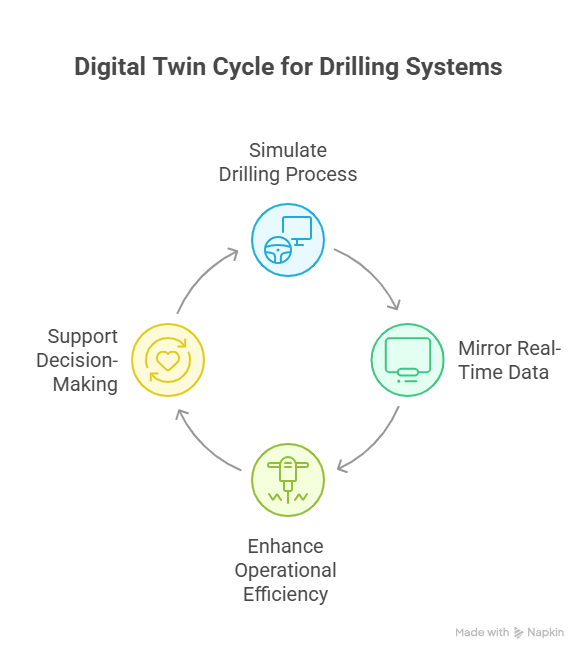 Digital Twin Cycle for Drilling Systems
Simulate
Drilling Process
Support
Decision-
Making
Mirror Real-
Time Data
Enhance
Operational
Efficiency
Made with Napkin